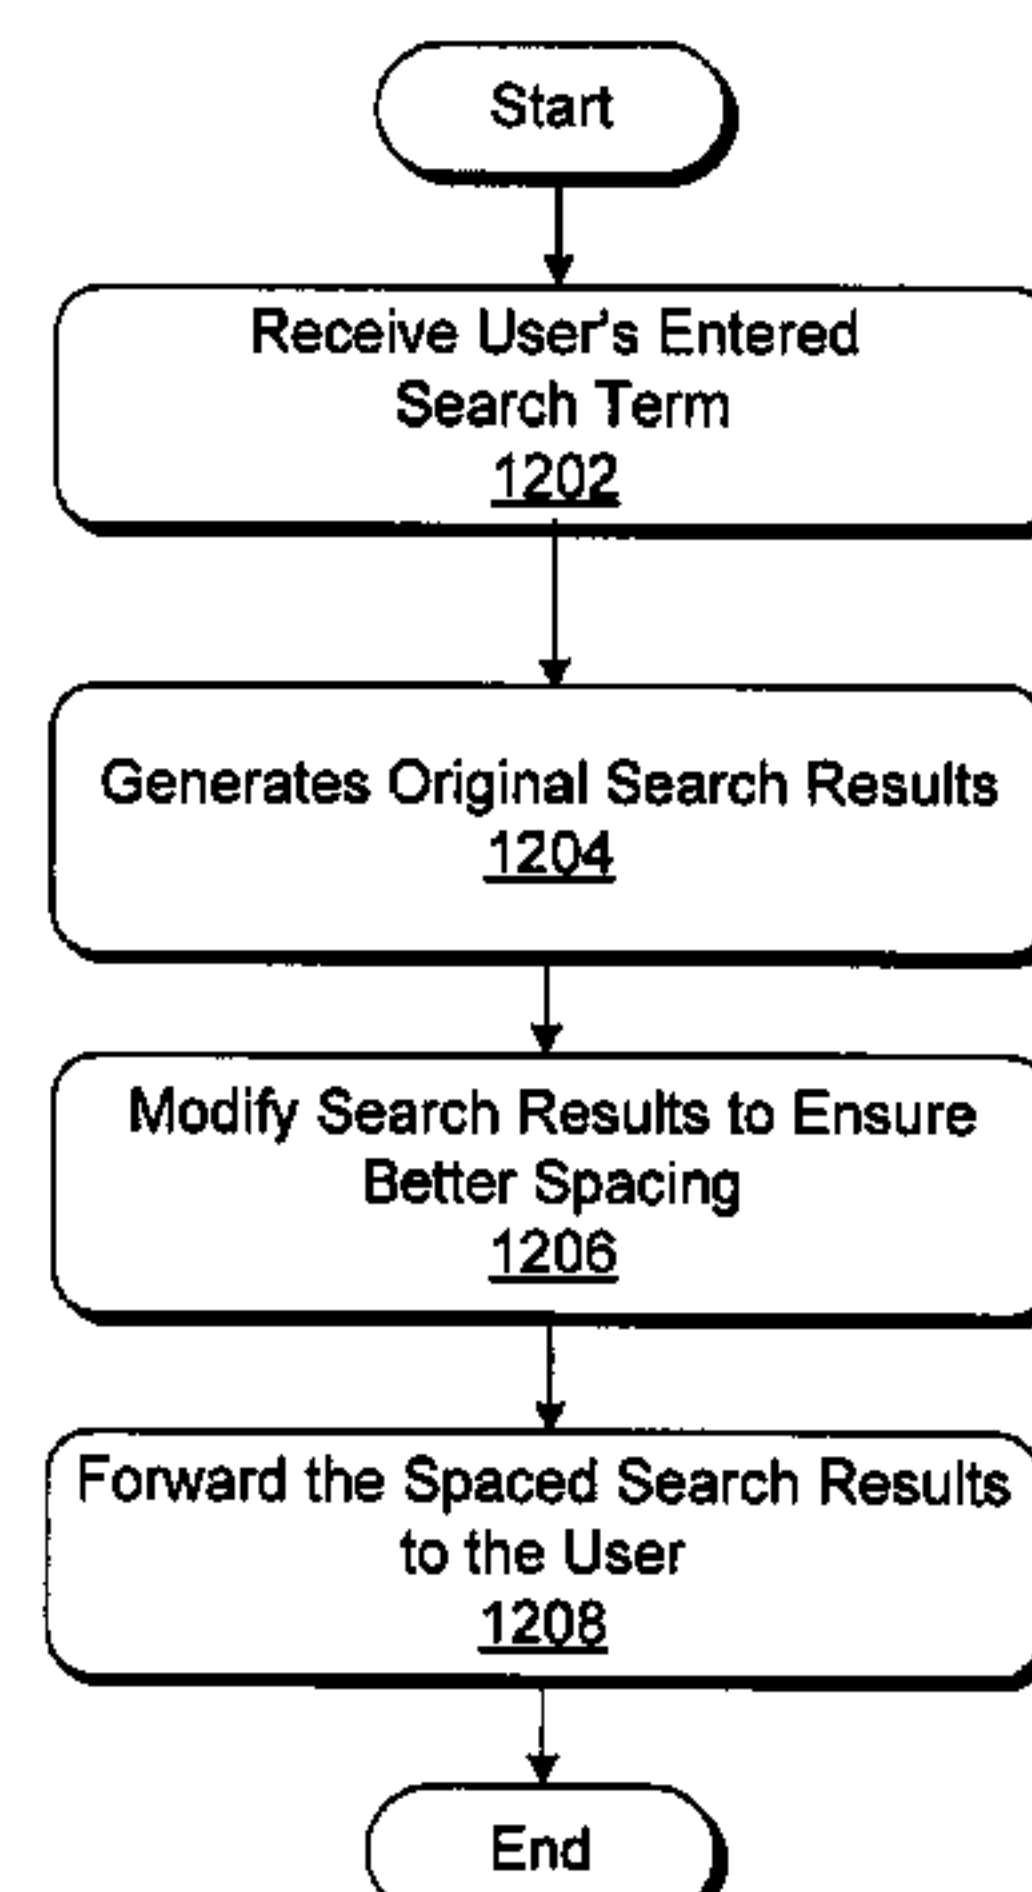 Start
Receive User's Entered
Search Term
1202
Generates Original Search Results
1204
Modify Search Results to Ensure
Better Spacing
1206
Forward the Spaced Search Results
to the User
1208
End